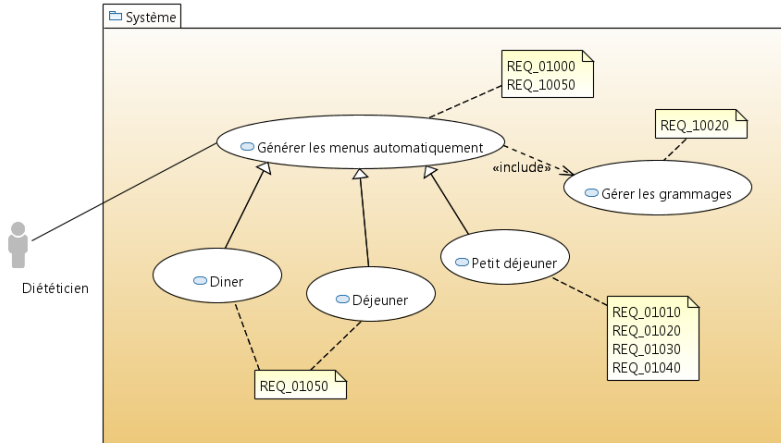 Système
REQ_01000
REQ_10050
REQ_10020
Générer les menus automatiquement
«include»
Gérer les grammages
Diététicien
Diner
Déjeuner
Petit déjeuner
REQ_01010
REQ_01020
REQ_01030
REQ_01040
REQ_01050